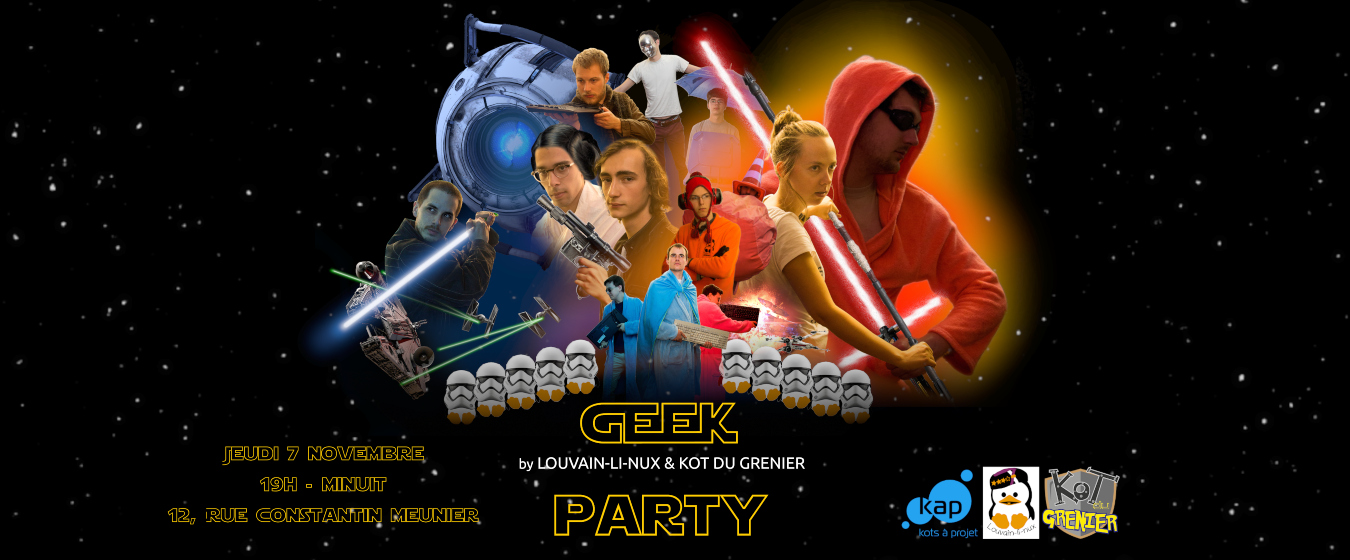 GEEK
by LOUVAIN-LI-NUX & KOT DU GRENIER
PARTY
JEUDI 7 NOVEMBRE
19H - MINUIT
12, RUE CONSTANTIN MEUNIER
kap
kots à projet
Louvain-li-nux
KOT
GRENIER